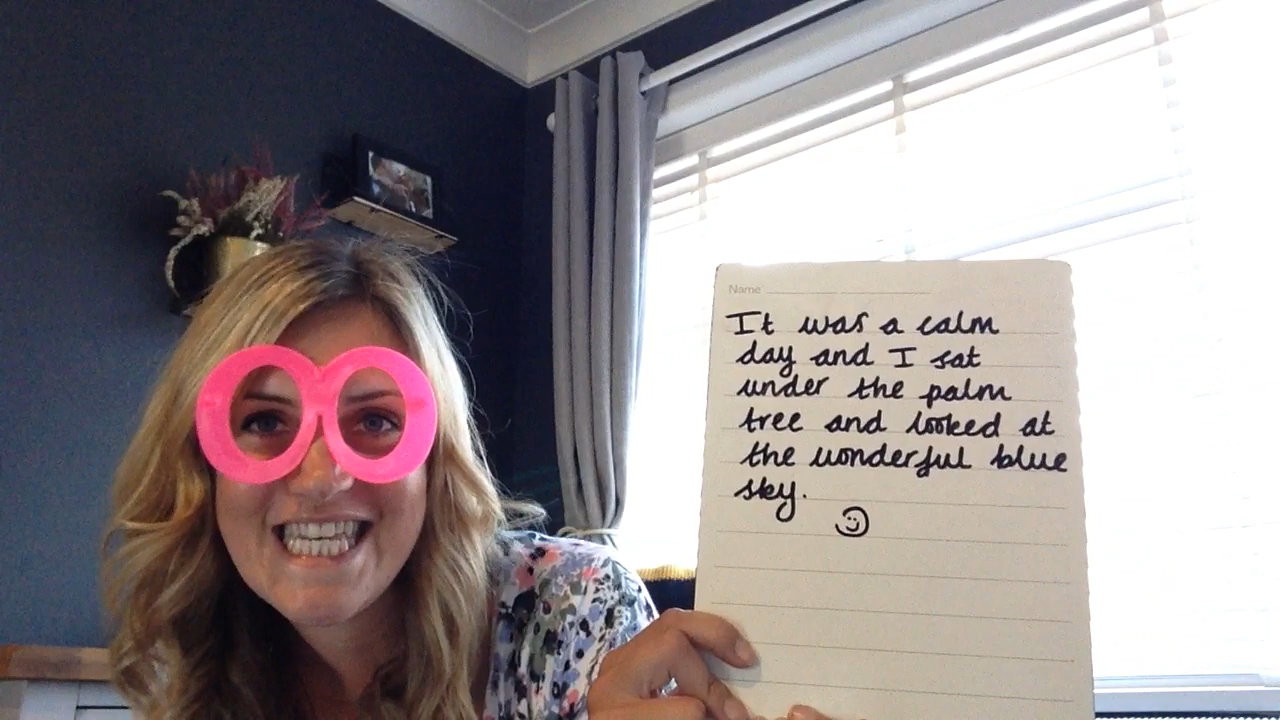 Name
It was a calm
day and I sat
under the palm
tree and looked at
the wonderful blue
sky.